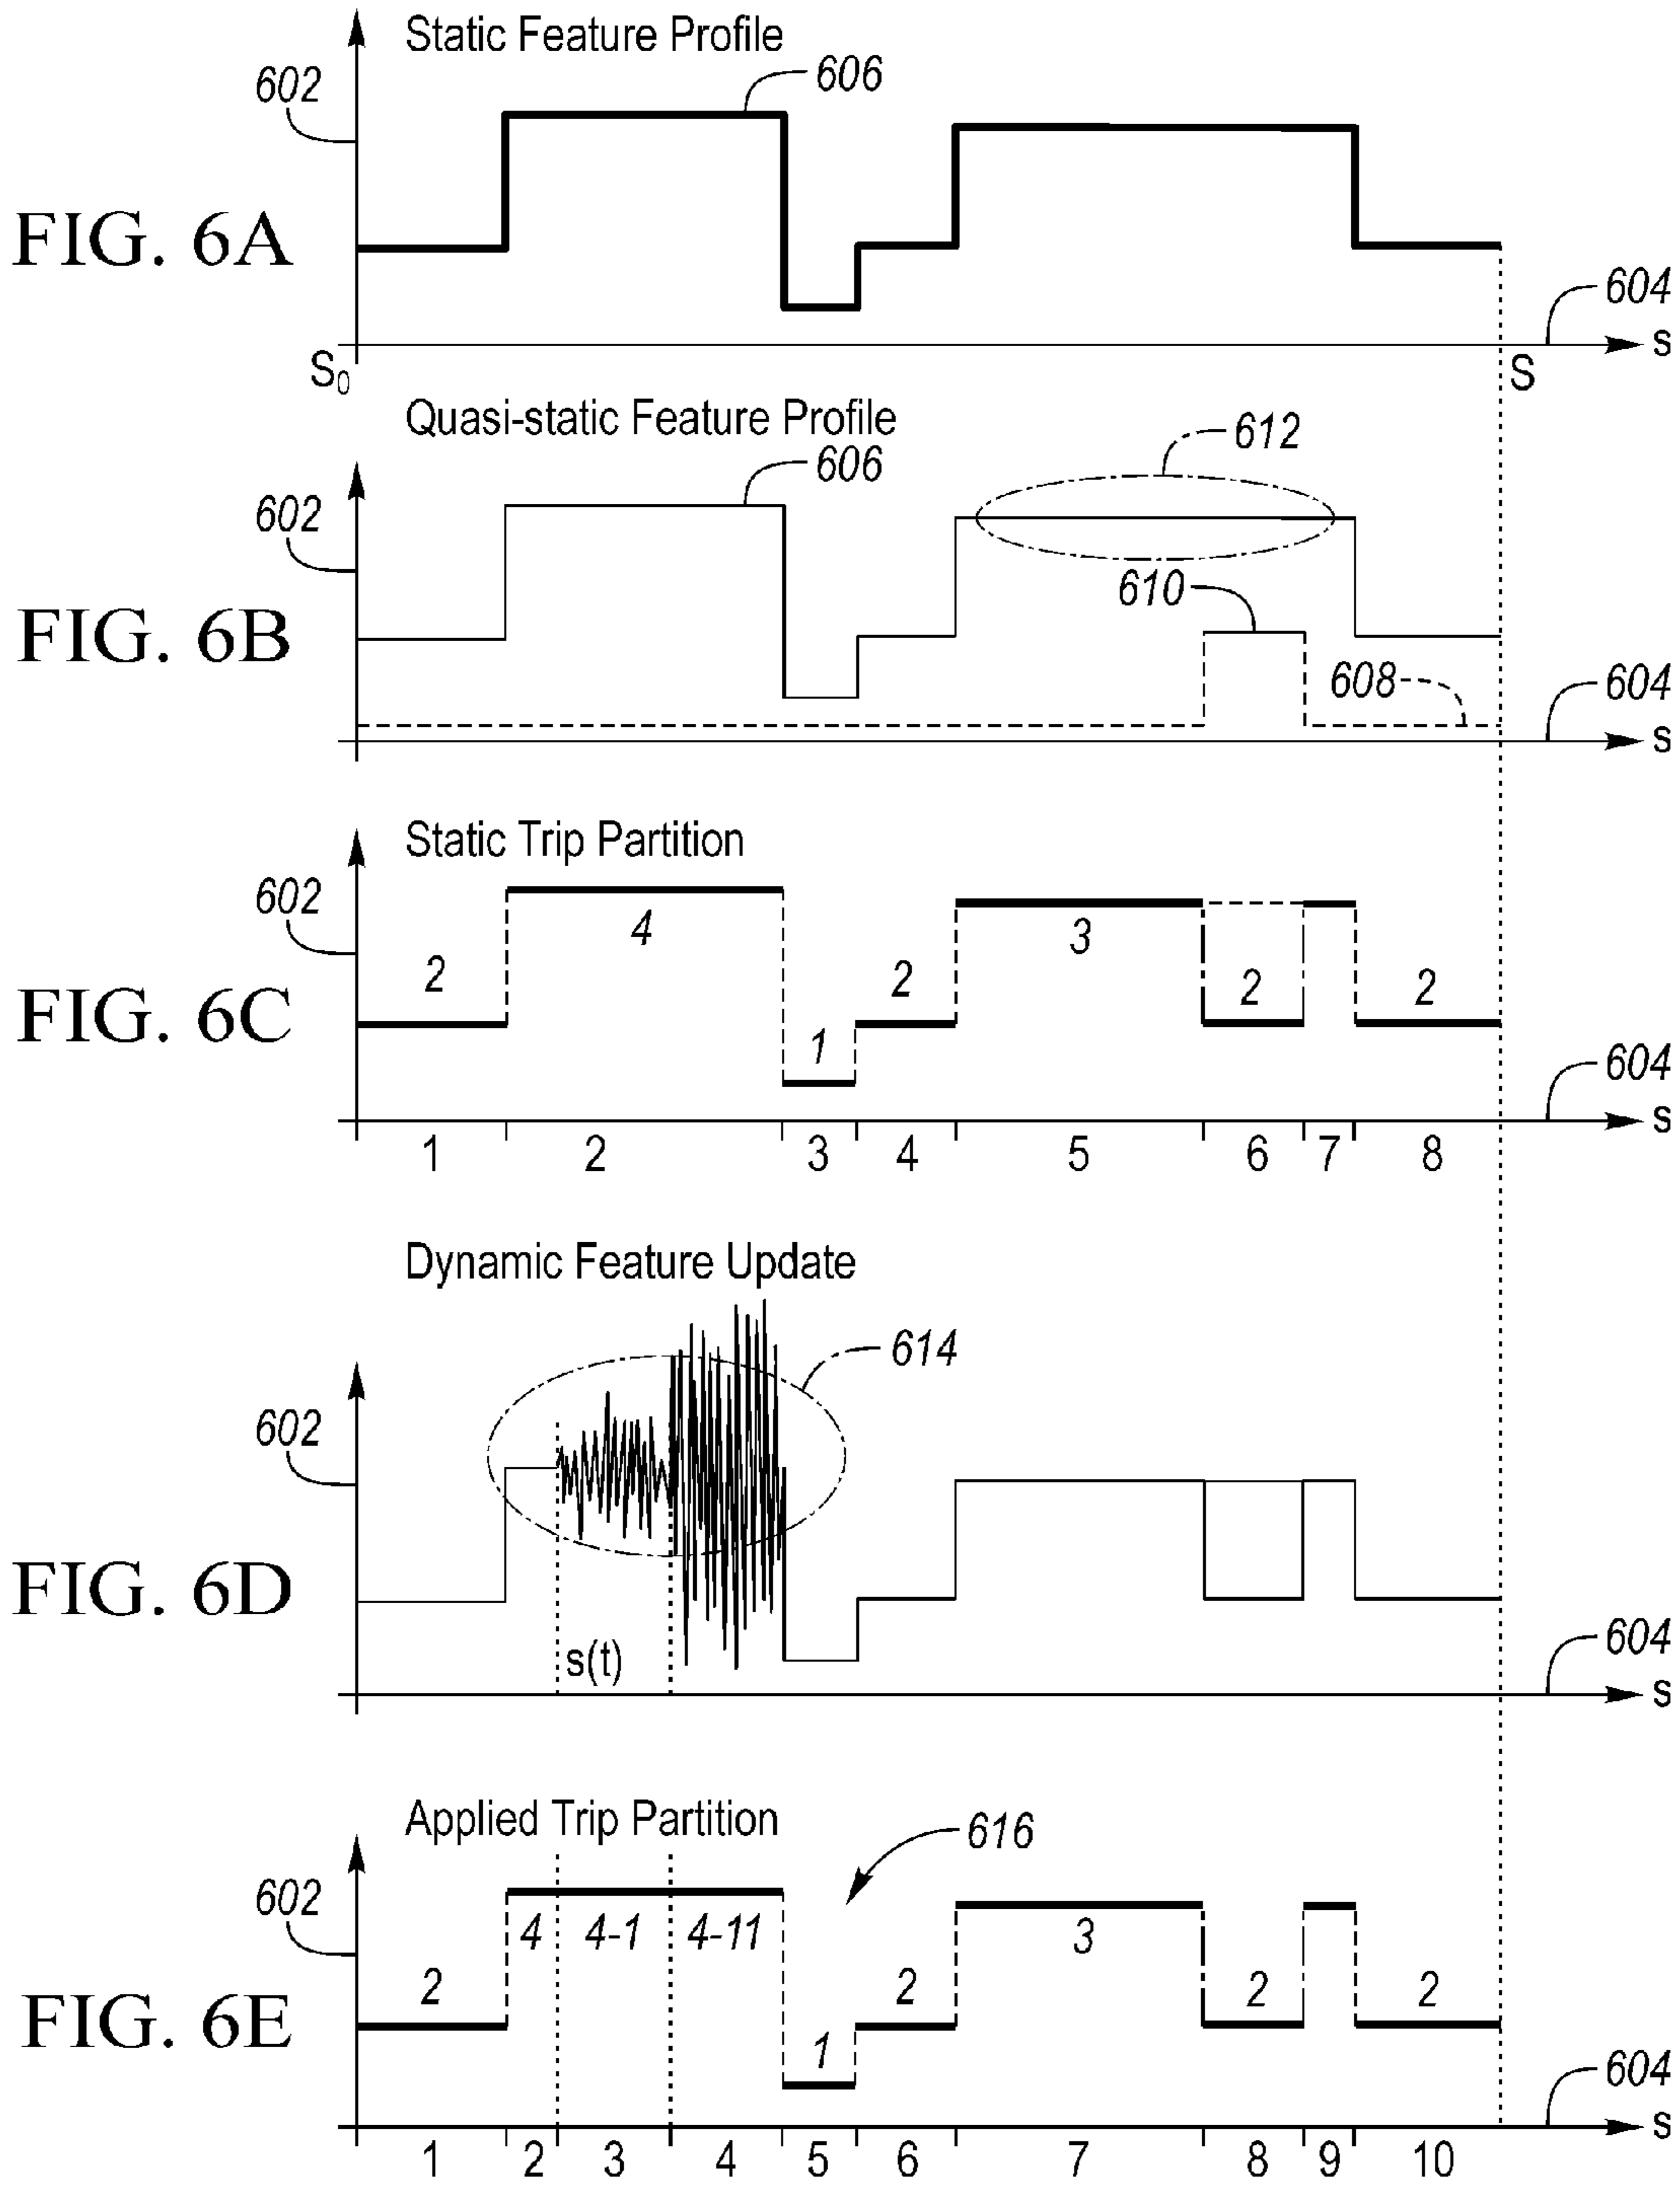 Static Feature Profile
602
606
FIG. 6A
604
s
S0
S
Quasi-static Feature Profile
612
606
602
610
FIG. 6B
608
604
s
Static Trip Partition
602
4
3
2
2
2
2
FIG. 6C
1
604
s
1 2 3 4 5 6 7 8
Dynamic Feature Update
614
602
FIG. 6D
s(t)
604
s
Applied Trip Partition
616
602
4 4-1 4-11
3
2
2
2
2
FIG. 6E
1
604
s
1 2 3 4 5 6 7 8 9 10